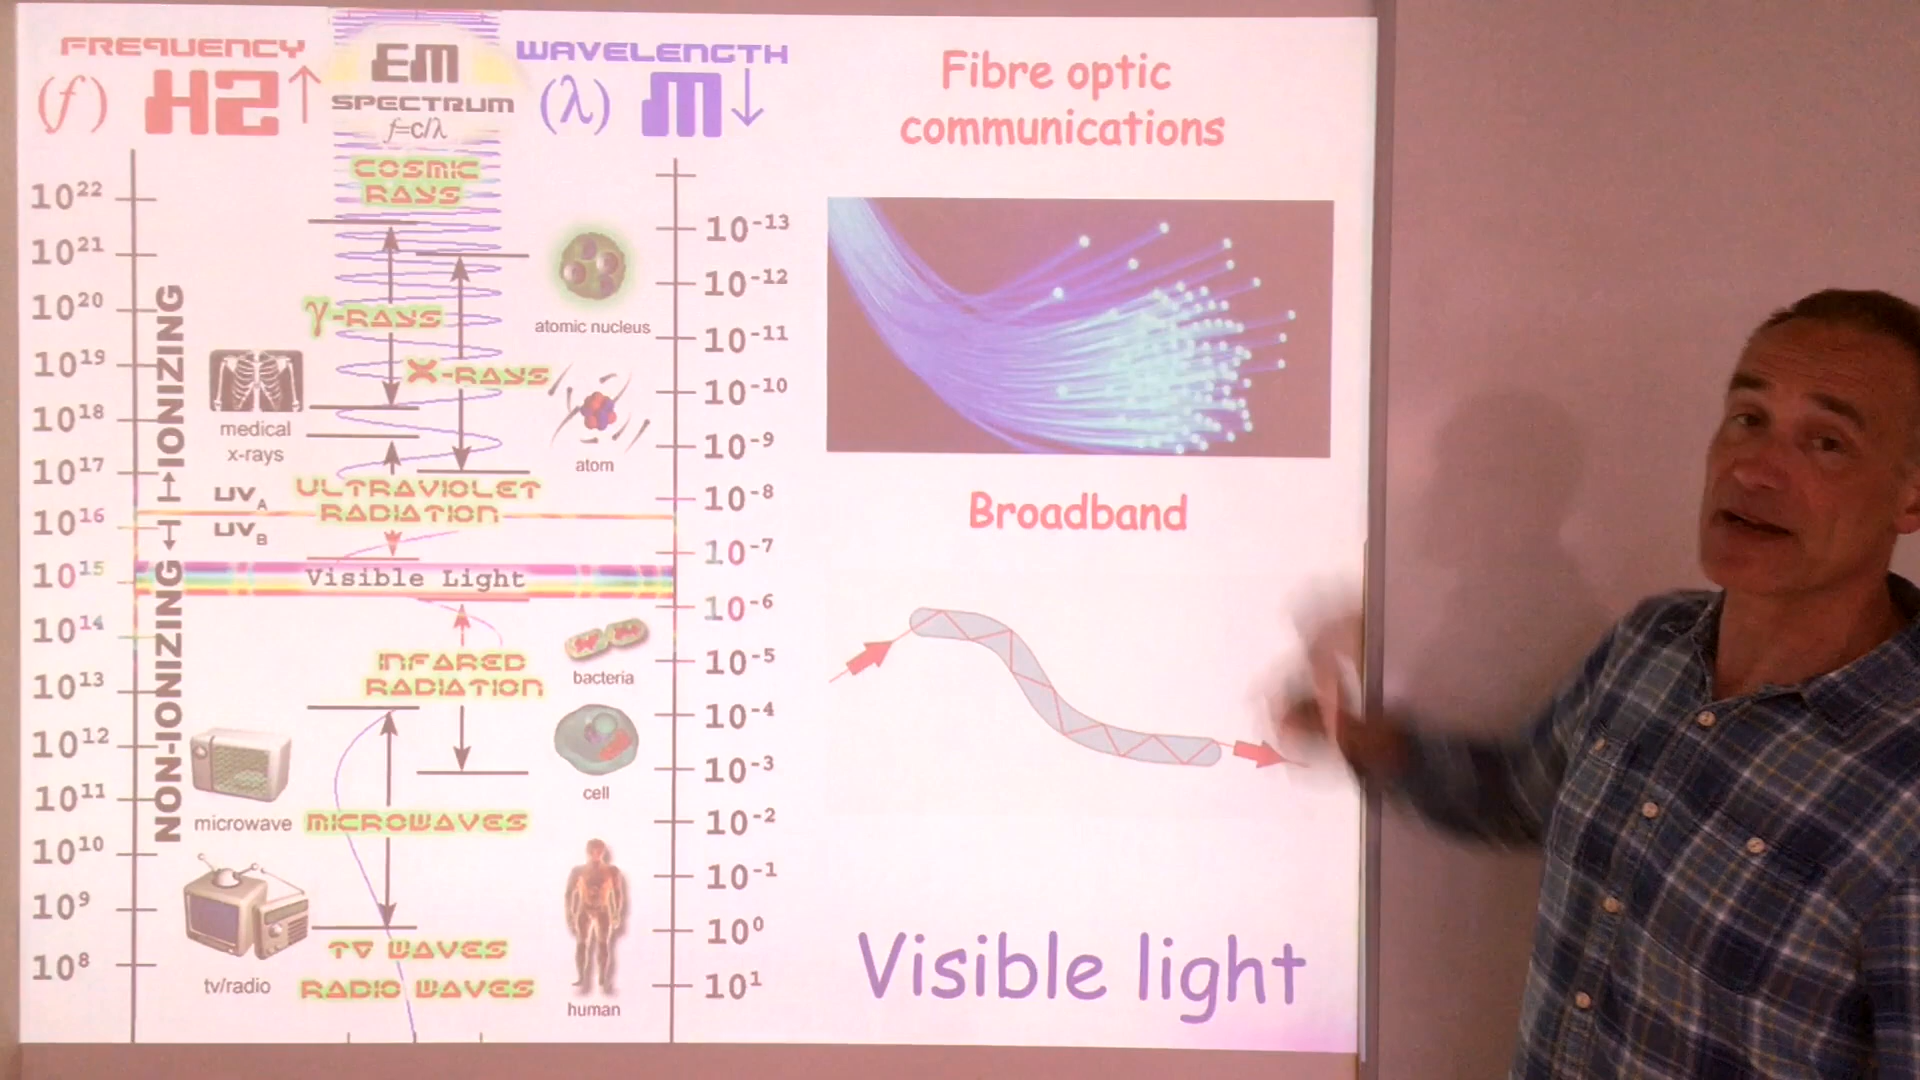 FREQUENCY
(f) HZ↑
EM
SPECTRUM
f=c/λ
WAVELENGTH
(λ) M↓
COSMIC
RAYS
10²²
10²¹
10²⁰
10¹⁹
10¹⁸
10¹⁷
10¹⁶
10¹⁵
10¹⁴
10¹³
10¹²
10¹¹
10¹⁰
10⁹
10⁸
IONIZING
NON-IONIZING
γ-RAYS
X-RAYS
medical
x-rays
UV A
UV B
ULTRAVIOLET
RADIATION
Visible Light
INFARED
RADIATION
microwave
MICROWAVES
tv/radio
TV WAVES
RADIO WAVES
atomic nucleus
atom
bacteria
cell
human
10⁻¹³
10⁻¹²
10⁻¹¹
10⁻¹⁰
10⁻⁹
10⁻⁸
10⁻⁷
10⁻⁶
10⁻⁵
10⁻⁴
10⁻³
10⁻²
10⁻¹
10⁰
10¹
Fibre optic
communications
Broadband
Visible light